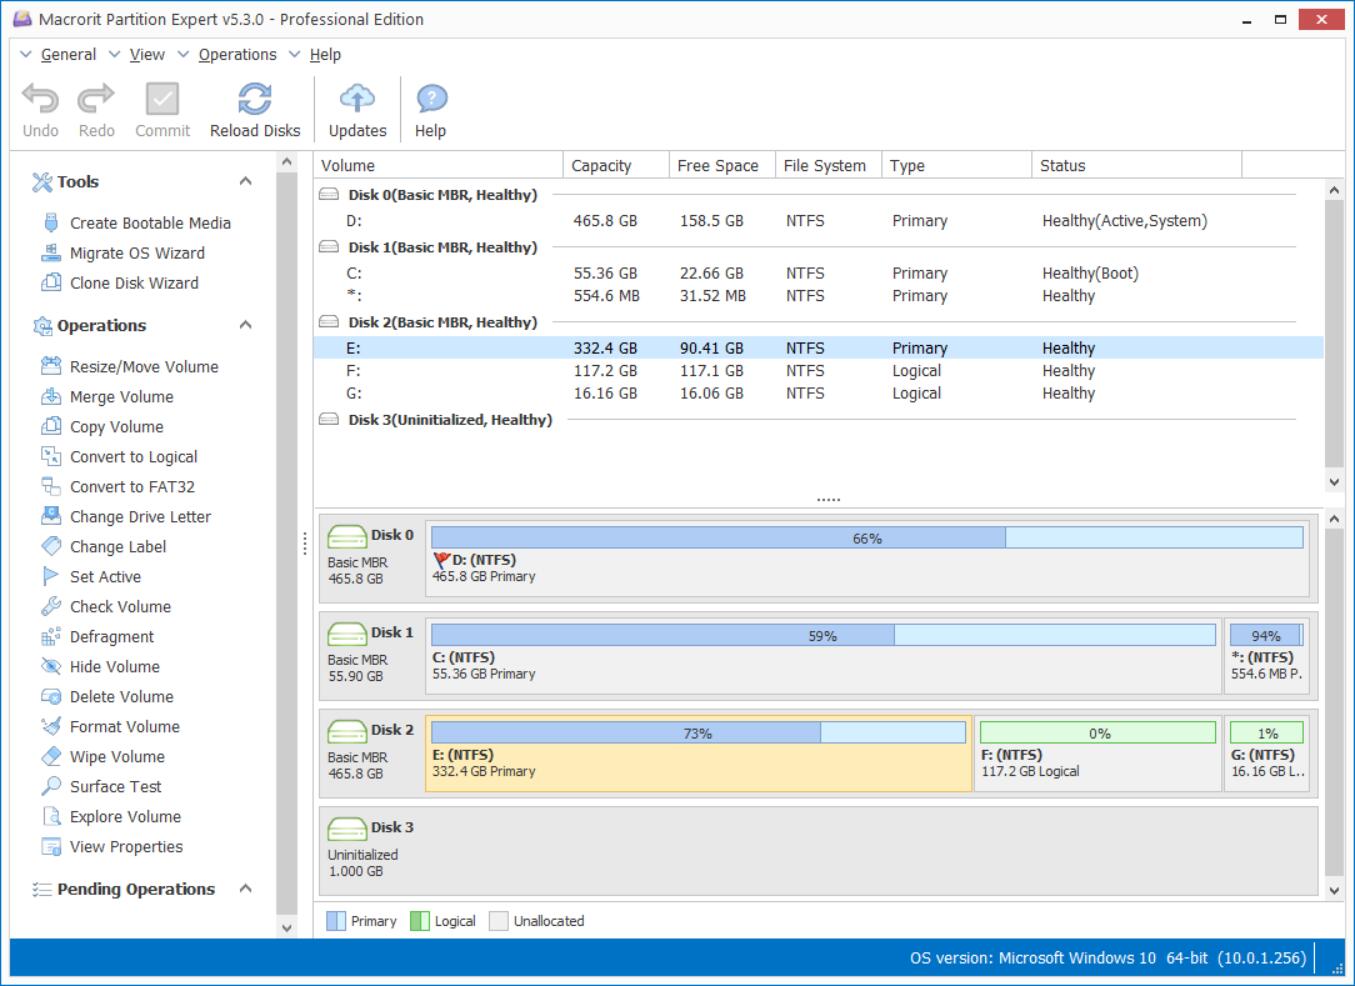 Macrorit Partition Expert v5.3.0 - Professional Edition
General View Operations Help
Undo Redo Commit Reload Disks Updates Help
Tools
Create Bootable Media
Migrate OS Wizard
Clone Disk Wizard
Operations
Resize/Move Volume
Merge Volume
Copy Volume
Convert to Logical
Convert to FAT32
Change Drive Letter
Change Label
Set Active
Check Volume
Defragment
Hide Volume
Delete Volume
Format Volume
Wipe Volume
Surface Test
Explore Volume
View Properties
Pending Operations
Volume Capacity Free Space File System Type Status
Disk 0(Basic MBR, Healthy)
D: 465.8 GB 158.5 GB NTFS Primary Healthy(Active,System)
Disk 1(Basic MBR, Healthy)
C: 55.36 GB 22.66 GB NTFS Primary Healthy(Boot)
*: 554.6 MB 31.52 MB NTFS Primary Healthy
Disk 2(Basic MBR, Healthy)
E: 332.4 GB 90.41 GB NTFS Primary Healthy
F: 117.2 GB 117.1 GB NTFS Logical Healthy
G: 16.16 GB 16.06 GB NTFS Logical Healthy
Disk 3(Uninitialized, Healthy)
Disk 0
Basic MBR
465.8 GB
66%
D: (NTFS)
465.8 GB Primary
Disk 1
Basic MBR
55.90 GB
59%
C: (NTFS)
55.36 GB Primary
94%
*: (NTFS)
554.6 MB P.
Disk 2
Basic MBR
465.8 GB
73%
E: (NTFS)
332.4 GB Primary
0%
F: (NTFS)
117.2 GB Logical
1%
G: (NTFS)
16.16 GB L..
Disk 3
Uninitialized
1.000 GB
Primary Logical Unallocated
OS version: Microsoft Windows 10 64-bit (10.0.1.256)